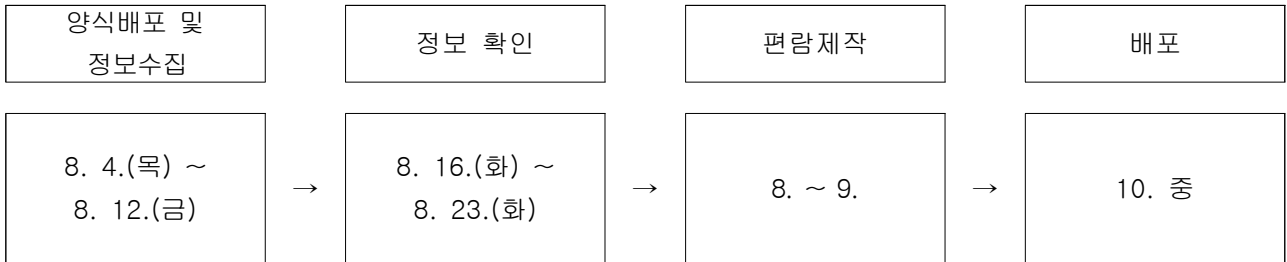 양식배포 및
정보수집
정보 확인
편람제작
배포
8. 4.(목) ~
8. 12.(금)
→
8. 16.(화) ~
8. 23.(화)
→
8. ~ 9.
→
10. 중